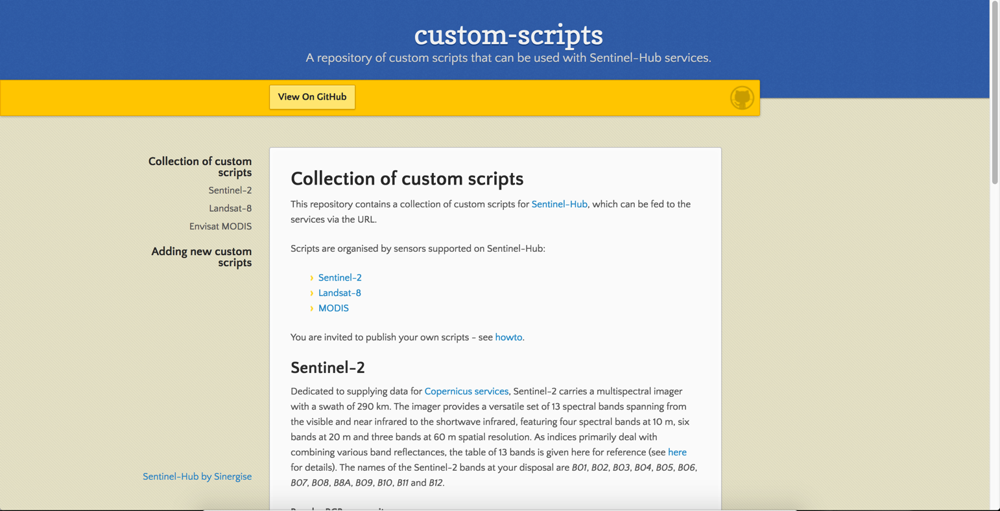 custom-scripts
A repository of custom scripts that can be used with Sentinel-Hub services.
View On GitHub
Collection of custom
scripts
Sentinel-2
Landsat-8
Envisat MODIS
Adding new custom
scripts
Sentinel-Hub by Sinergise
Collection of custom scripts
This repository contains a collection of custom scripts for Sentinel-Hub, which can be fed to the
services via the URL.
Scripts are organised by sensors supported on Sentinel-Hub:
Sentinel-2
Landsat-8
MODIS
You are invited to publish your own scripts - see howto.
Sentinel-2
Dedicated to supplying data for Copernicus services, Sentinel-2 carries a multispectral imager
with a swath of 290 km. The imager provides a versatile set of 13 spectral bands spanning from
the visible and near infrared to the shortwave infrared, featuring four spectral bands at 10 m, six
bands at 20 m and three bands at 60 m spatial resolution. As indices primarily deal with
combining various band reflectances, the table of 13 bands is given here for reference (see here
for details). The names of the Sentinel-2 bands at your disposal are B01, B02, B03, B04, B05, B06,
B07, B08, B8A, B09, B10, B11 and B12.